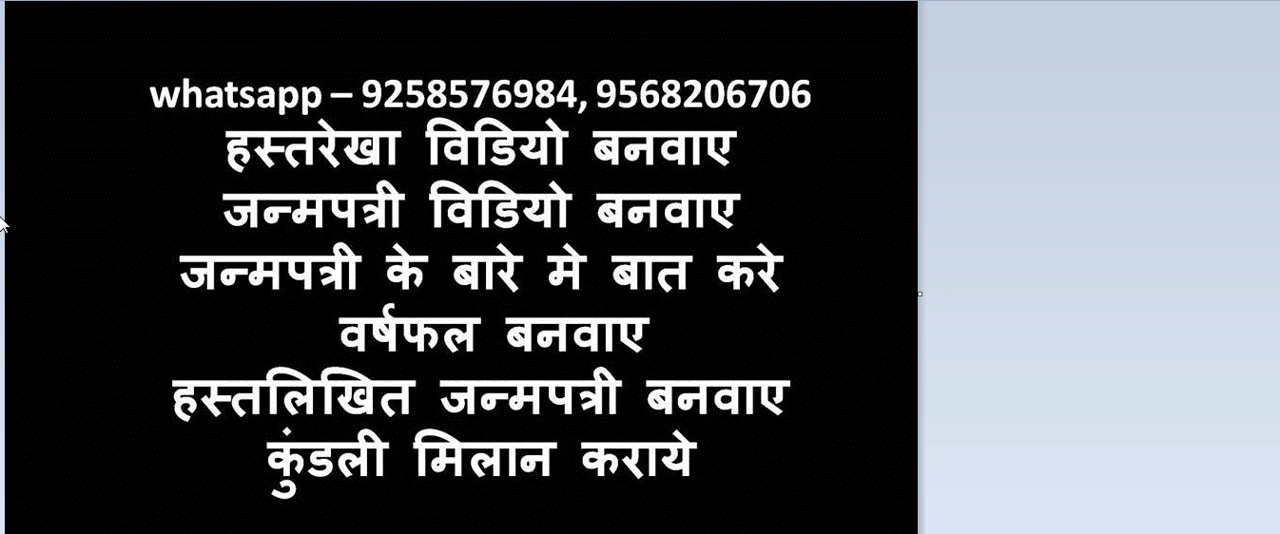 whatsapp – 9258576984, 9568206706
हस्तरेखा विडियो बनवाए
जन्मपत्री विडियो बनवाए
जन्मपत्री के बारे मे बात करे
वर्षफल बनवाए
हस्तलिखित जन्मपत्री बनवाए
कुंडली मिलान कराये